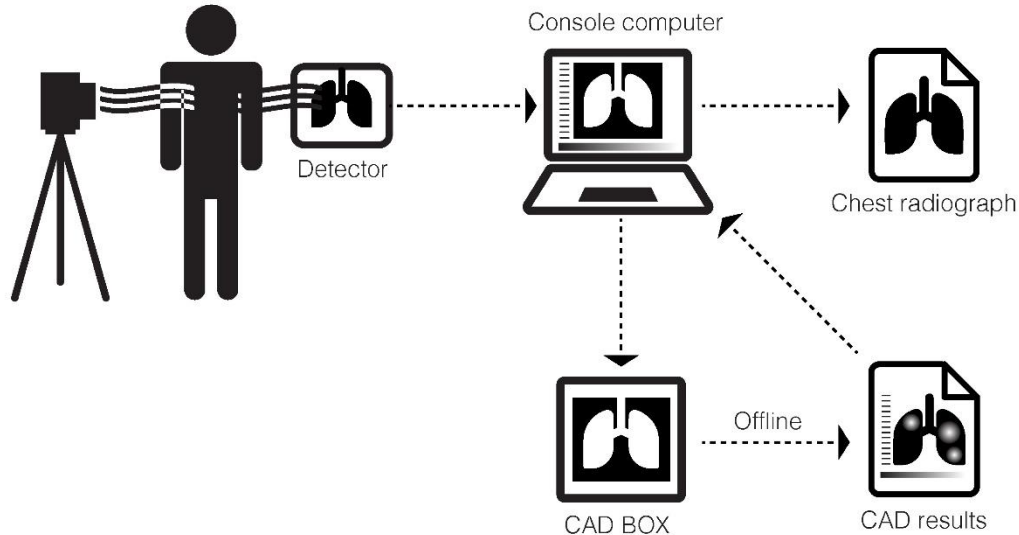 Console computer
Detector
Chest radiograph
Offline
CAD BOX
CAD results